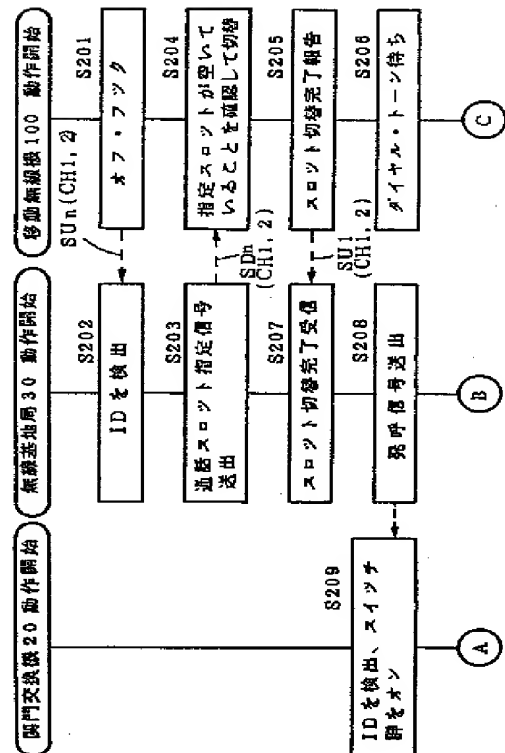 移動無線機100 動作開始
SUn(CH1, 2)
S201
オフ・フック
S204
指定スロットが空いて
いることを確認して切替
SDn
(CH1, 2)
S205
スロット切替完了報告
SU1
(CH1, 2)
S206
ダイヤル・トーン待ち
C
無線基地局30 動作開始
S202
IDを検出
S203
通話スロット指定信号
送出
S207
スロット切替完了受信
S208
発呼信号送出
B
関門交換機20 動作開始
S209
IDを検出、スイッチ
群をオン
A